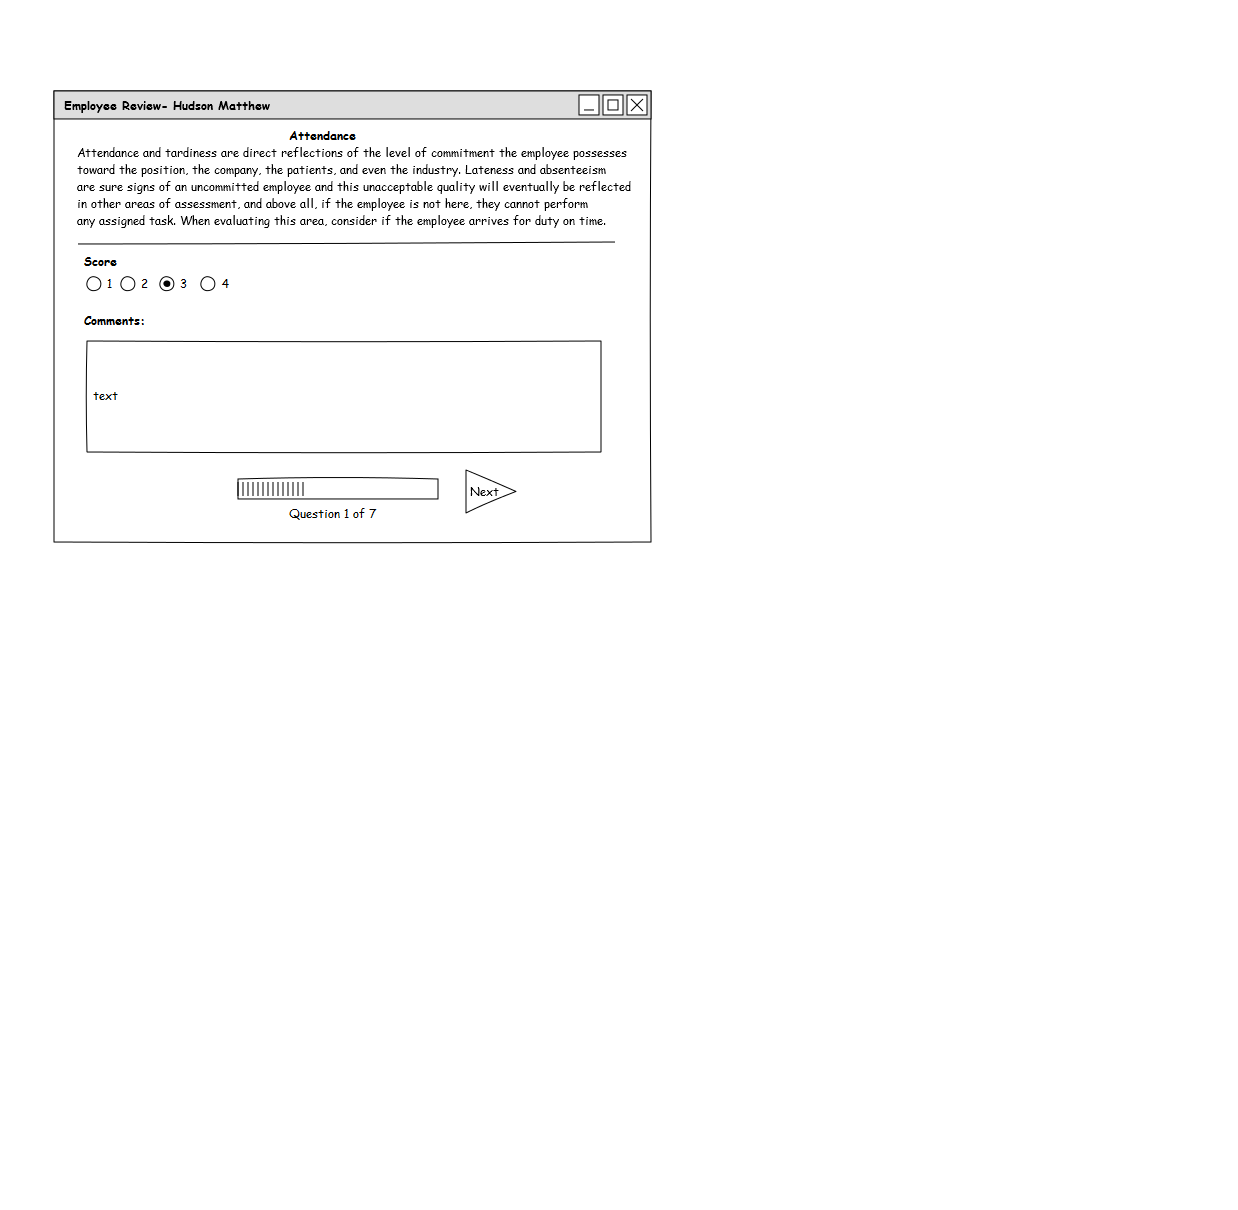 Employee Review- Hudson Matthew
Attendance
Attendance and tardiness are direct reflections of the level of commitment the employee possesses
toward the position, the company, the patients, and even the industry. Lateness and absenteeism
are sure signs of an uncommitted employee and this unacceptable quality will eventually be reflected
in other areas of assessment, and above all, if the employee is not here, they cannot perform
any assigned task. When evaluating this area, consider if the employee arrives for duty on time.
Score
1 2 3 4
Comments:
text
Next
Question 1 of 7